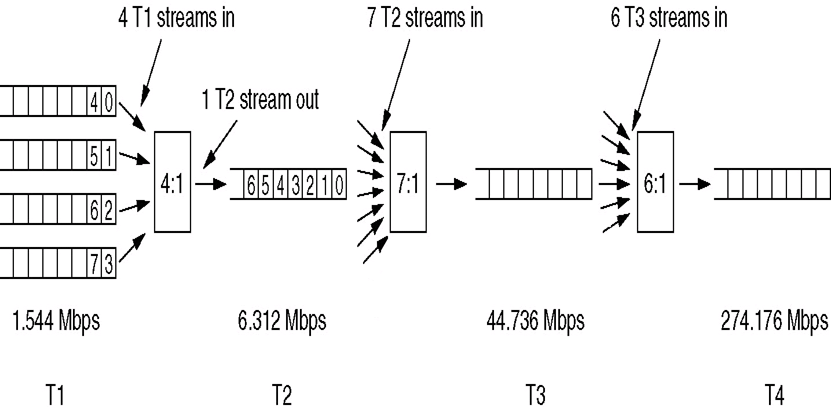 4 T1 streams in
7 T2 streams in
6 T3 streams in
1 T2 stream out
4 0
5 1
6 2
7 3
4:1
6 5 4 3 2 1 0
7:1
6:1
1.544 Mbps
6.312 Mbps
44.736 Mbps
274.176 Mbps
T1
T2
T3
T4